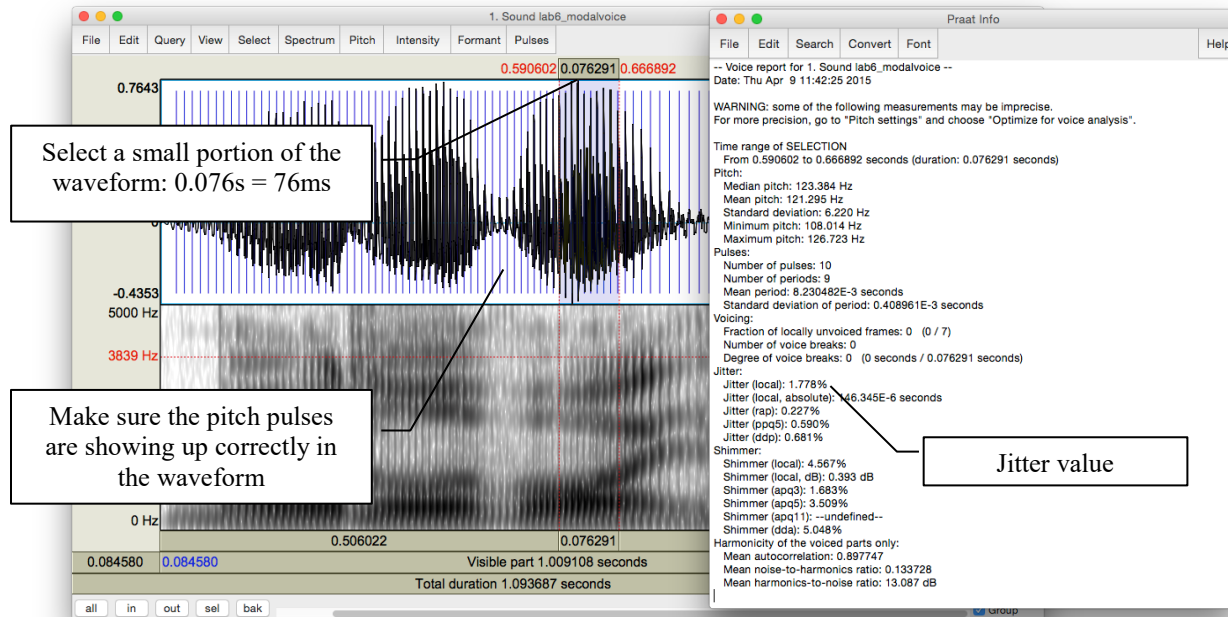 1. Sound lab6_modalvoice
File Edit Query View Select Spectrum Pitch Intensity Formant Pulses
0.590602 0.076291 0.666892
0.7643
Select a small portion of the
waveform: 0.076s = 76ms
0
-0.4353
5000 Hz
3839 Hz
Make sure the pitch pulses
are showing up correctly in
the waveform
0 Hz
0.506022 0.076291
0.084580 0.084580 Visible part 1.009108 seconds
Total duration 1.093687 seconds
all in out sel bak
Group
Praat Info
File Edit Search Convert Font Help
-- Voice report for 1. Sound lab6_modalvoice --
Date: Thu Apr 9 11:42:25 2015
WARNING: some of the following measurements may be imprecise.
For more precision, go to "Pitch settings" and choose "Optimize for voice analysis".
Time range of SELECTION
From 0.590602 to 0.666892 seconds (duration: 0.076291 seconds)
Pitch:
Median pitch: 123.384 Hz
Mean pitch: 121.295 Hz
Standard deviation: 6.220 Hz
Minimum pitch: 108.014 Hz
Maximum pitch: 126.723 Hz
Pulses:
Number of pulses: 10
Number of periods: 9
Mean period: 8.230482E-3 seconds
Standard deviation of period: 0.408961E-3 seconds
Voicing:
Fraction of locally unvoiced frames: 0 (0 / 7)
Number of voice breaks: 0
Degree of voice breaks: 0 (0 seconds / 0.076291 seconds)
Jitter:
Jitter (local): 1.778%
Jitter (local, absolute): 146.345E-6 seconds
Jitter (rap): 0.227%
Jitter (ppq5): 0.590%
Jitter (ddp): 0.681%
Shimmer:
Shimmer (local): 4.567%
Shimmer (local, dB): 0.393 dB
Shimmer (apq3): 1.683%
Shimmer (apq5): 3.509%
Shimmer (apq11): --undefined--
Shimmer (dda): 5.048%
Harmonicity of the voiced parts only:
Mean autocorrelation: 0.897747
Mean noise-to-harmonics ratio: 0.133728
Mean harmonics-to-noise ratio: 13.087 dB
Jitter value